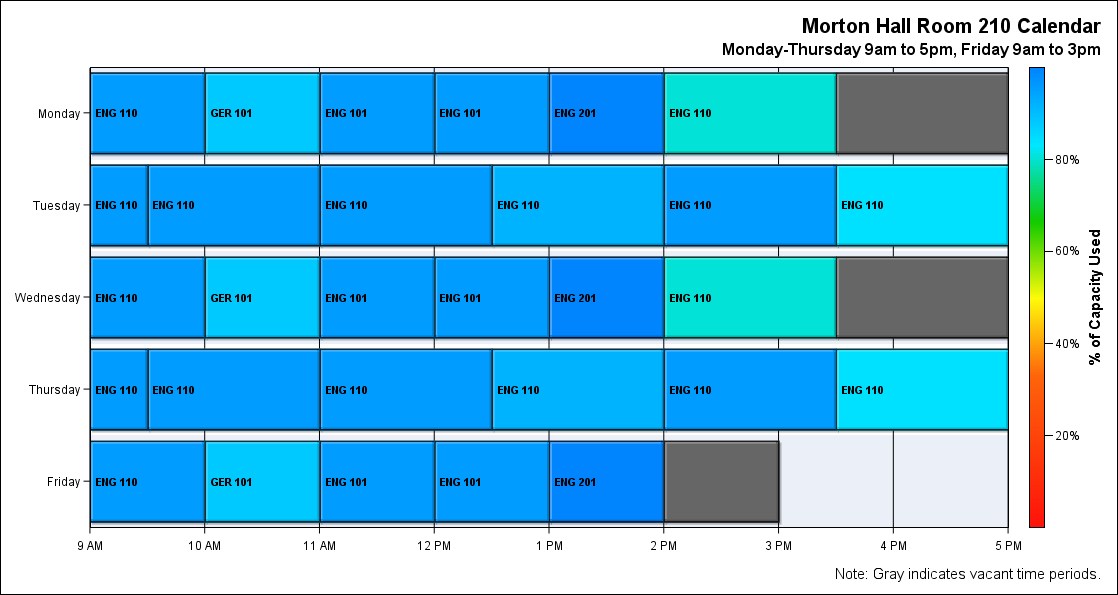 Morton Hall Room 210 Calendar
Monday-Thursday 9am to 5pm, Friday 9am to 3pm
Monday
ENG 110 GER 101 ENG 101 ENG 101 ENG 201 ENG 110
Tuesday
ENG 110 ENG 110 ENG 110 ENG 110 ENG 110 ENG 110
Wednesday
ENG 110 GER 101 ENG 101 ENG 101 ENG 201 ENG 110
Thursday
ENG 110 ENG 110 ENG 110 ENG 110 ENG 110 ENG 110
Friday
ENG 110 GER 101 ENG 101 ENG 101 ENG 201
9 AM 10 AM 11 AM 12 PM 1 PM 2 PM 3 PM 4 PM 5 PM
80%
60%
40%
20%
% of Capacity Used
Note: Gray indicates vacant time periods.